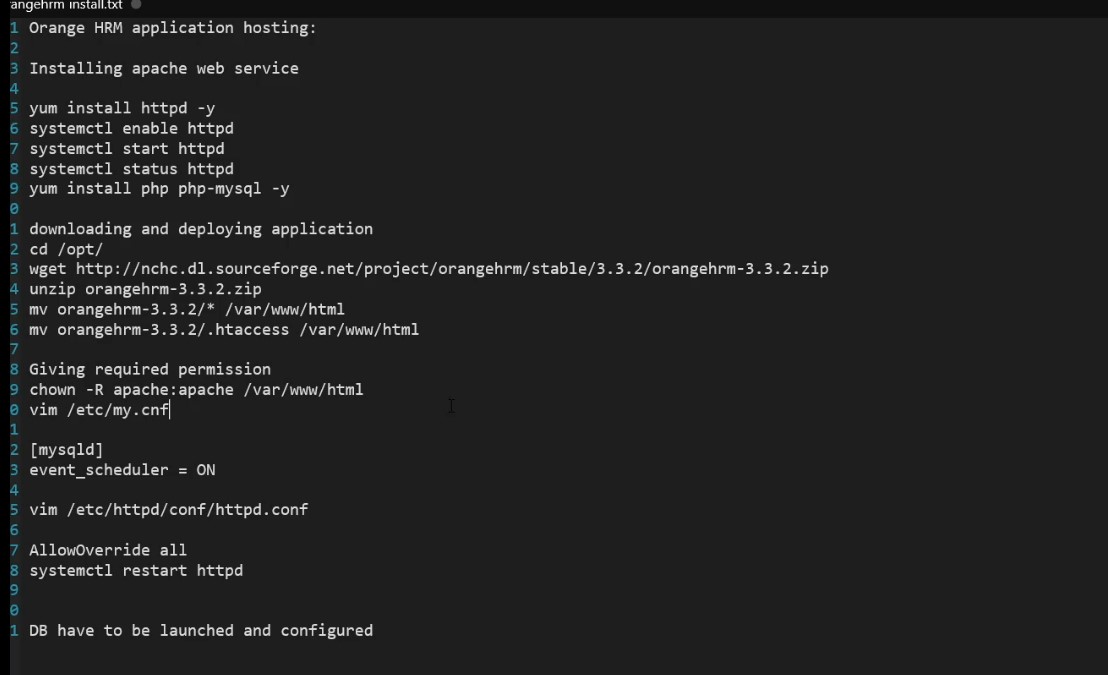 angehrm install.txt
1 Orange HRM application hosting:
2
3 Installing apache web service
4
5 yum install httpd -y
6 systemctl enable httpd
7 systemctl start httpd
8 systemctl status httpd
9 yum install php php-mysql -y
0
1 downloading and deploying application
2 cd /opt/
3 wget http://nchc.dl.sourceforge.net/project/orangehrm/stable/3.3.2/orangehrm-3.3.2.zip
4 unzip orangehrm-3.3.2.zip
5 mv orangehrm-3.3.2/* /var/www/html
6 mv orangehrm-3.3.2/.htaccess /var/www/html
7
8 Giving required permission
9 chown -R apache:apache /var/www/html
0 vim /etc/my.cnf
1
2 [mysqld]
3 event_scheduler = ON
4
5 vim /etc/httpd/conf/httpd.conf
6
7 AllowOverride all
8 systemctl restart httpd
9
0
1 DB have to be launched and configured